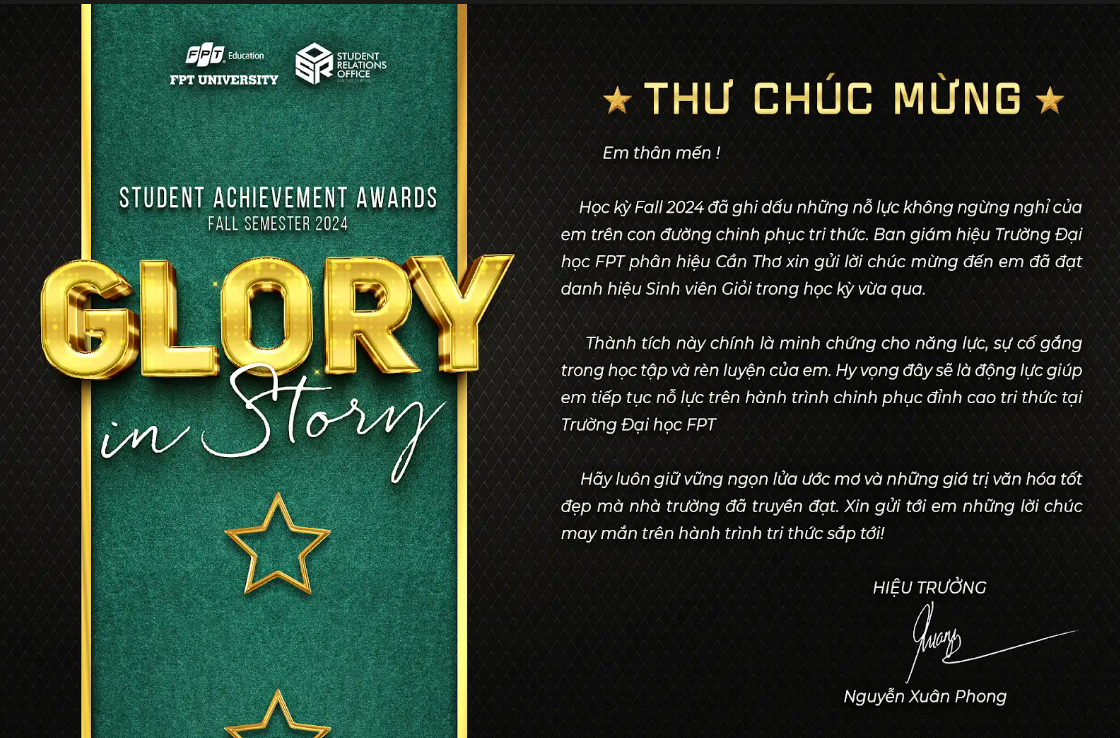 FPT Education
FPT UNIVERSITY
OSR
STUDENT
RELATIONS
OFFICE
STUDENT ACHIEVEMENT AWARDS
FALL SEMESTER 2024
GLORY
in Story
THƯ CHÚC MỪNG
Em thân mến !
Học kỳ Fall 2024 đã ghi dấu những nỗ lực không ngừng nghỉ của
em trên con đường chinh phục tri thức. Ban giám hiệu Trường Đại
học FPT phân hiệu Cần Thơ xin gửi lời chúc mừng đến em đã đạt
danh hiệu Sinh viên Giỏi trong học kỳ vừa qua.
Thành tích này chính là minh chứng cho năng lực, sự cố gắng
trong học tập và rèn luyện của em. Hy vọng đây sẽ là động lực giúp
em tiếp tục nỗ lực trên hành trình chinh phục đỉnh cao tri thức tại
Trường Đại học FPT
Hãy luôn giữ vững ngọn lửa ước mơ và những giá trị văn hóa tốt
đẹp mà nhà trường đã truyền đạt. Xin gửi tới em những lời chúc
may mắn trên hành trình tri thức sắp tới!
HIỆU TRƯỞNG
Nguyễn Xuân Phong